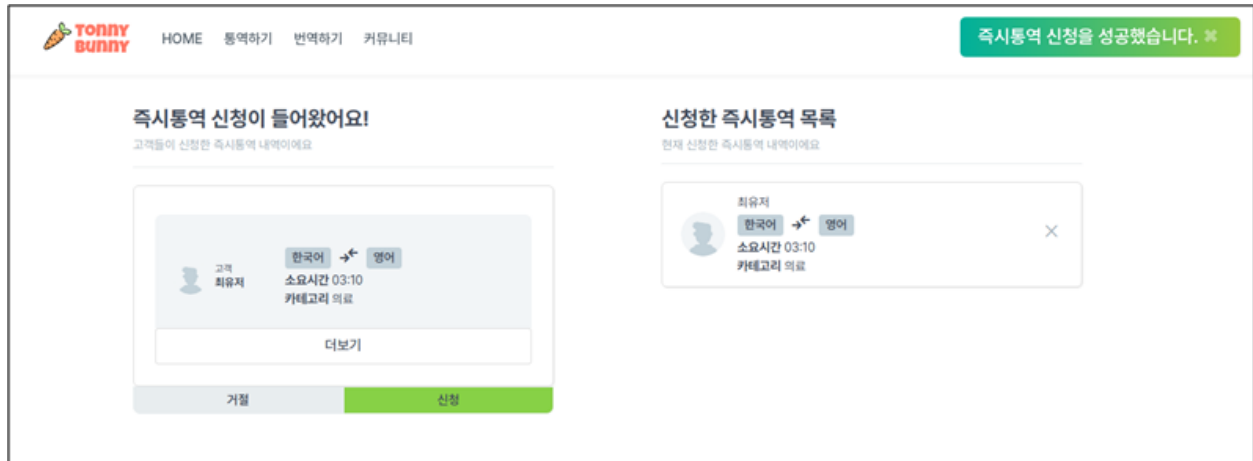 TONNY
BUNNY
HOME 통역하기 번역하기 커뮤니티
즉시통역 신청을 성공했습니다. ✖
즉시통역 신청이 들어왔어요!
고객들이 신청한 즉시통역 내역이에요
고객
최유저
한국어 영어
소요시간 03:10
카테고리 의료
더보기
거절 신청
신청한 즉시통역 목록
현재 신청한 즉시통역 내역이에요
최유저
한국어 영어
소요시간 03:10
카테고리 의료